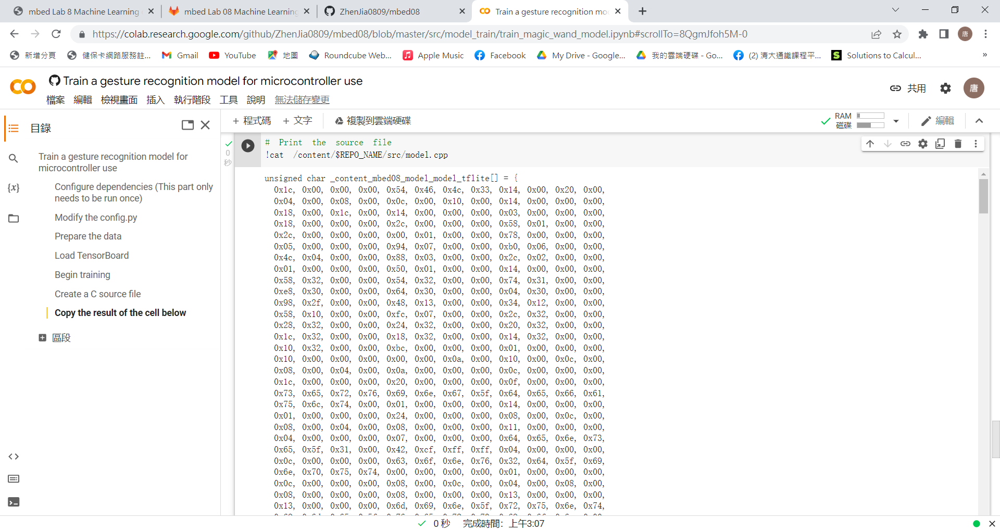 mbed Lab 8 Machine Learning
mbed Lab 08 Machine Learning
ZhenJia0809/mbed08
Train a gesture recognition mo
https://colab.research.google.com/github/ZhenJia0809/mbed08/blob/master/src/model_train/train_magic_wand_model.ipynb#scrollTo=8QgmJfoh5M-0
唐
新增分頁
健保卡網路服務註...
Gmail
YouTube
地圖
Roundcube Web...
Apple Music
Facebook
My Drive - Google...
我的雲端硬碟 - Go...
(2) 清大通識課程平...
Solutions to Calcul...
»
Train a gesture recognition model for microcontroller use
檔案 編輯 檢視畫面 插入 執行階段 工具 說明 無法儲存變更
共用
唐
目錄
Train a gesture recognition model for
microcontroller use
Configure dependencies (This part only
needs to be run once)
Modify the config.py
Prepare the data
Load TensorBoard
Begin training
Create a C source file
Copy the result of the cell below
區段
{x}
+ 程式碼 + 文字 複製到雲端硬碟
RAM
磁碟
編輯
0
秒
# Print the source file
!cat /content/$REPO_NAME/src/model.cpp
unsigned char _content_mbed08_model_model_tflite[] = {
0x1c, 0x00, 0x00, 0x00, 0x54, 0x46, 0x4c, 0x33, 0x14, 0x00, 0x20, 0x00,
0x04, 0x00, 0x08, 0x00, 0x0c, 0x00, 0x10, 0x00, 0x14, 0x00, 0x00, 0x00,
0x18, 0x00, 0x1c, 0x00, 0x14, 0x00, 0x00, 0x00, 0x03, 0x00, 0x00, 0x00,
0x18, 0x00, 0x00, 0x00, 0x2c, 0x00, 0x00, 0x00, 0x58, 0x01, 0x00, 0x00,
0x2c, 0x00, 0x00, 0x00, 0x00, 0x01, 0x00, 0x00, 0x78, 0x00, 0x00, 0x00,
0x05, 0x00, 0x00, 0x00, 0x94, 0x07, 0x00, 0x00, 0xb0, 0x06, 0x00, 0x00,
0x4c, 0x04, 0x00, 0x00, 0x88, 0x03, 0x00, 0x00, 0x2c, 0x02, 0x00, 0x00,
0x01, 0x00, 0x00, 0x00, 0x50, 0x01, 0x00, 0x00, 0x14, 0x00, 0x00, 0x00,
0x58, 0x32, 0x00, 0x00, 0x54, 0x32, 0x00, 0x00, 0x74, 0x31, 0x00, 0x00,
0xe8, 0x30, 0x00, 0x00, 0x64, 0x30, 0x00, 0x00, 0x04, 0x30, 0x00, 0x00,
0x98, 0x2f, 0x00, 0x00, 0x48, 0x13, 0x00, 0x00, 0x34, 0x12, 0x00, 0x00,
0x58, 0x10, 0x00, 0x00, 0xfc, 0x07, 0x00, 0x00, 0x2c, 0x32, 0x00, 0x00,
0x28, 0x32, 0x00, 0x00, 0x24, 0x32, 0x00, 0x00, 0x20, 0x32, 0x00, 0x00,
0x1c, 0x32, 0x00, 0x00, 0x18, 0x32, 0x00, 0x00, 0x14, 0x32, 0x00, 0x00,
0x10, 0x32, 0x00, 0x00, 0xbc, 0x00, 0x00, 0x00, 0x01, 0x00, 0x00, 0x00,
0x10, 0x00, 0x00, 0x00, 0x00, 0x00, 0x0a, 0x00, 0x10, 0x00, 0x0c, 0x00,
0x08, 0x00, 0x04, 0x00, 0x0a, 0x00, 0x00, 0x00, 0x0c, 0x00, 0x00, 0x00,
0x1c, 0x00, 0x00, 0x00, 0x20, 0x00, 0x00, 0x00, 0x0f, 0x00, 0x00, 0x00,
0x73, 0x65, 0x72, 0x76, 0x69, 0x6e, 0x67, 0x5f, 0x64, 0x65, 0x66, 0x61,
0x75, 0x6c, 0x74, 0x00, 0x01, 0x00, 0x00, 0x00, 0x14, 0x00, 0x00, 0x00,
0x01, 0x00, 0x00, 0x00, 0x24, 0x00, 0x00, 0x00, 0x08, 0x00, 0x0c, 0x00,
0x08, 0x00, 0x04, 0x00, 0x08, 0x00, 0x00, 0x00, 0x11, 0x00, 0x00, 0x00,
0x04, 0x00, 0x00, 0x00, 0x07, 0x00, 0x00, 0x00, 0x64, 0x65, 0x6e, 0x73,
0x65, 0x5f, 0x31, 0x00, 0x42, 0xcf, 0xff, 0xff, 0x04, 0x00, 0x00, 0x00,
0x0c, 0x00, 0x00, 0x00, 0x63, 0x6f, 0x6e, 0x76, 0x32, 0x64, 0x5f, 0x69,
0x6e, 0x70, 0x75, 0x74, 0x00, 0x00, 0x00, 0x00, 0x01, 0x00, 0x00, 0x00,
0x0c, 0x00, 0x00, 0x00, 0x08, 0x00, 0x0c, 0x00, 0x04, 0x00, 0x08, 0x00,
0x08, 0x00, 0x00, 0x00, 0x08, 0x00, 0x00, 0x00, 0x13, 0x00, 0x00, 0x00,
0x13, 0x00, 0x00, 0x00, 0x6d, 0x69, 0x6e, 0x5f, 0x72, 0x75, 0x6e, 0x74,
0 秒 完成時間: 上午3:07